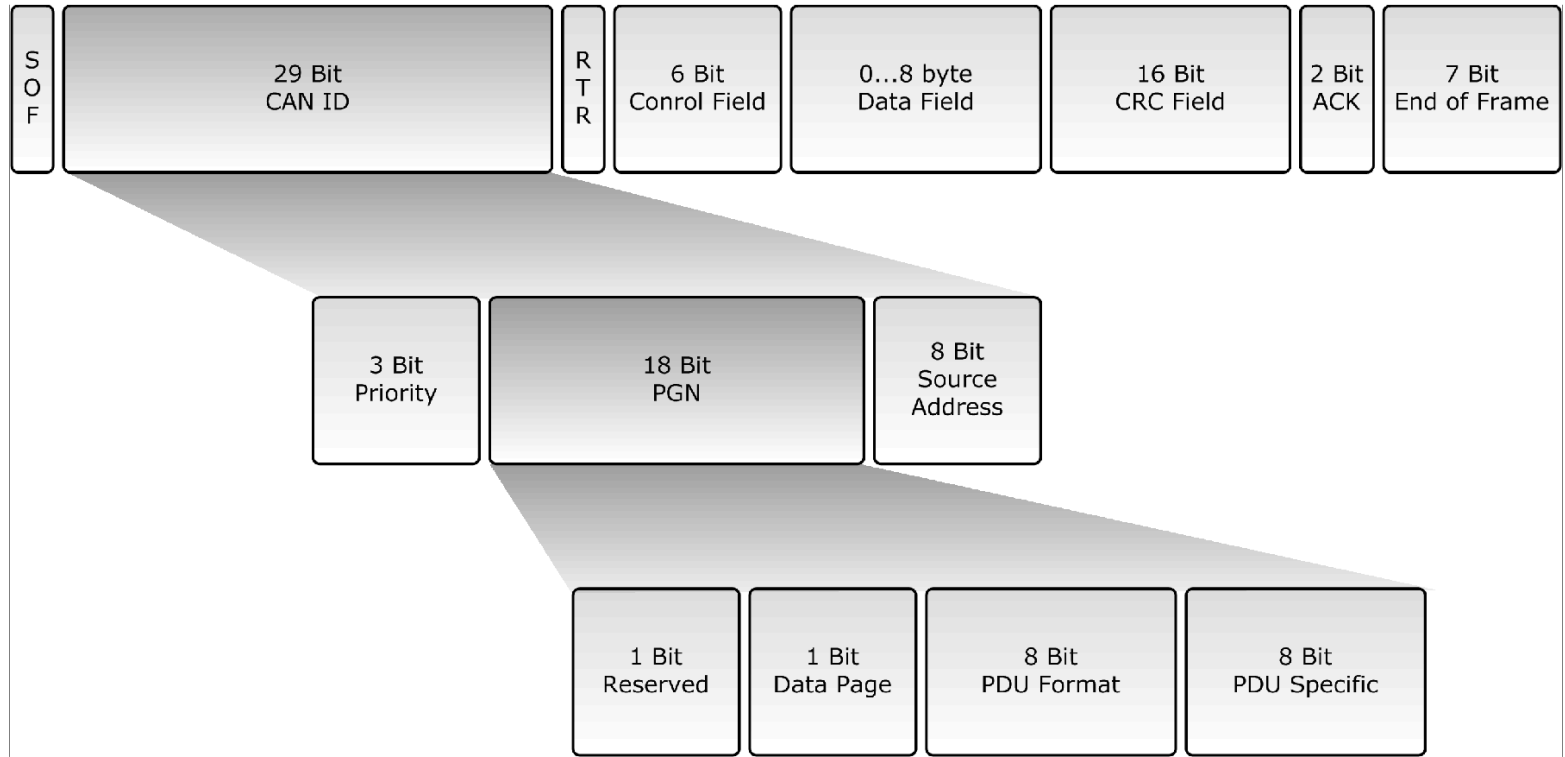 S
O
F
29 Bit
CAN ID
R
T
R
6 Bit
Conrol Field
0...8 byte
Data Field
16 Bit
CRC Field
2 Bit
ACK
7 Bit
End of Frame
3 Bit
Priority
18 Bit
PGN
8 Bit
Source
Address
1 Bit
Reserved
1 Bit
Data Page
8 Bit
PDU Format
8 Bit
PDU Specific